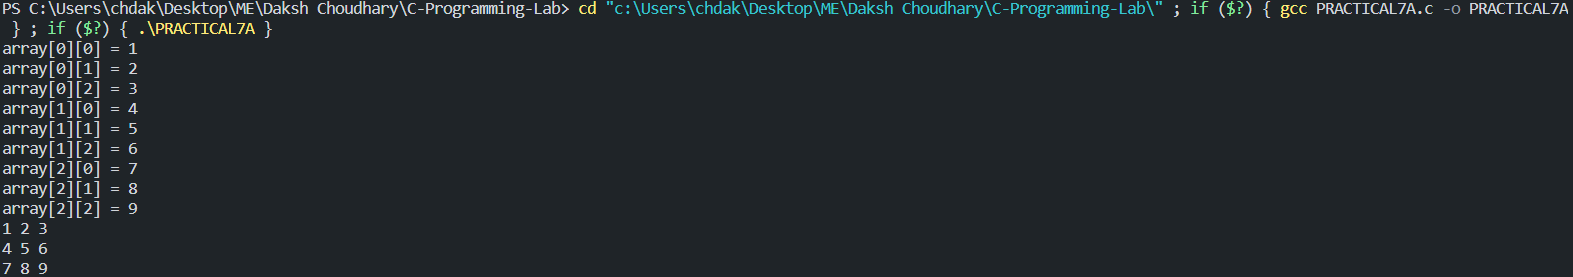 PS C:\Users\chdak\Desktop\ME\Daksh Choudhary\C-Programming-Lab> cd "c:\Users\chdak\Desktop\ME\Daksh Choudhary\C-Programming-Lab\" ; if ($?) { gcc PRACTICAL7A.c -o PRACTICAL7A
 } ; if ($?) { .\PRACTICAL7A }
array[0][0] = 1
array[0][1] = 2
array[0][2] = 3
array[1][0] = 4
array[1][1] = 5
array[1][2] = 6
array[2][0] = 7
array[2][1] = 8
array[2][2] = 9
1 2 3
4 5 6
7 8 9